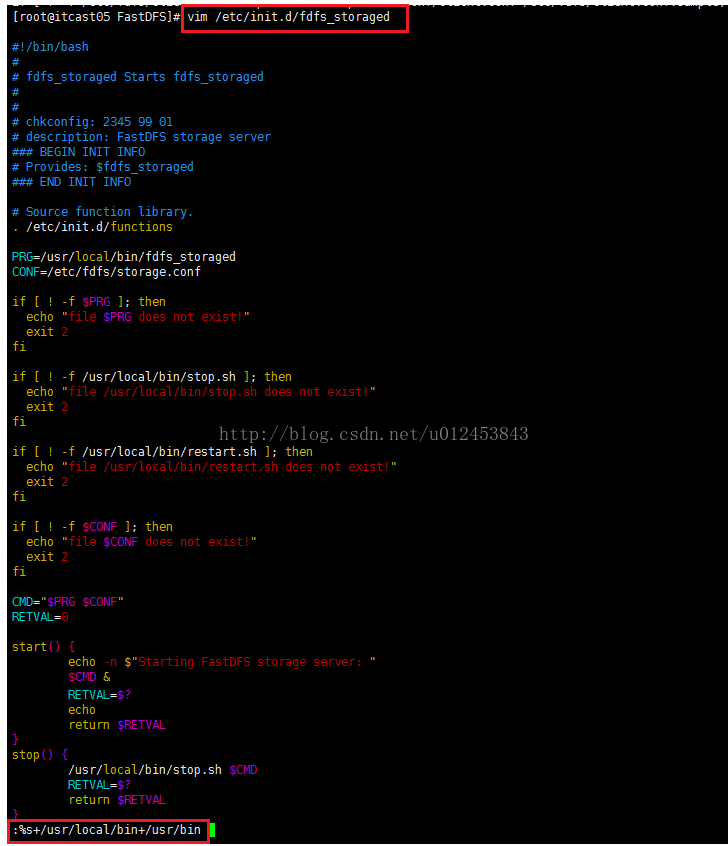 [root@itcast05 FastDFS]# vim /etc/init.d/fdfs_storaged
#!/bin/bash
#
# fdfs_storaged Starts fdfs_storaged
#
#
# chkconfig: 2345 99 01
# description: FastDFS storage server
### BEGIN INIT INFO
# Provides: $fdfs_storaged
### END INIT INFO
# Source function library.
. /etc/init.d/functions
PRG=/usr/local/bin/fdfs_storaged
CONF=/etc/fdfs/storage.conf
if [ ! -f $PRG ]; then
  echo "file $PRG does not exist!"
  exit 2
fi
if [ ! -f /usr/local/bin/stop.sh ]; then
  echo "file /usr/local/bin/stop.sh does not exist!"
  exit 2
fi
http://blog.csdn.net/u012453843
if [ ! -f /usr/local/bin/restart.sh ]; then
  echo "file /usr/local/bin/restart.sh does not exist!"
  exit 2
fi
if [ ! -f $CONF ]; then
  echo "file $CONF does not exist!"
  exit 2
fi
CMD="$PRG $CONF"
RETVAL=0
start() {
        echo -n $"Starting FastDFS storage server: "
        $CMD &
        RETVAL=$?
        echo
        return $RETVAL
}
stop() {
        /usr/local/bin/stop.sh $CMD
        RETVAL=$?
        return $RETVAL
}
:%s+/usr/local/bin+/usr/bin